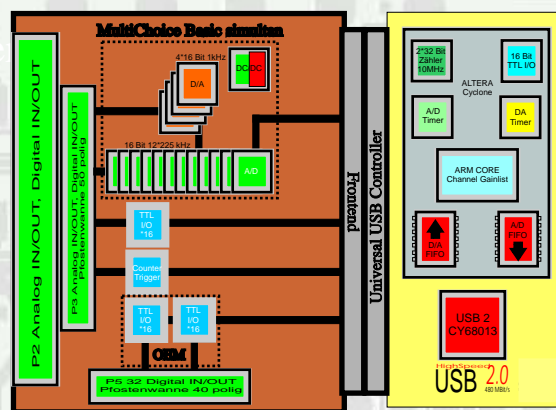 MultiChoice Basic simultan
4*16 Bit 1kHz
D/A
DC/DC
16 Bit 12*225 kHz
A/D
P2 Analog IN/OUT, Digital IN/OUT
P3 Analog IN/OUT, Digital IN/OUT
Pfostenwanne 50 polig
TTL
I/O
*16
Counter
Trigger
TTL
I/O
*16
TTL
I/O
*16
OEM
P5 32 Digital IN/OUT
Pfostenwanne 40 polig
Frontend
Universal USB Controller
2*32 Bit
Zähler
10MHz
16 Bit
TTL I/O
ALTERA
Cyclone
A/D
Timer
DA
Timer
ARM CORE
Channel Gainlist
D/A
FIFO
A/D
FIFO
USB 2
CY68013
HighSpeed
USB 2.0
480 MBit/s